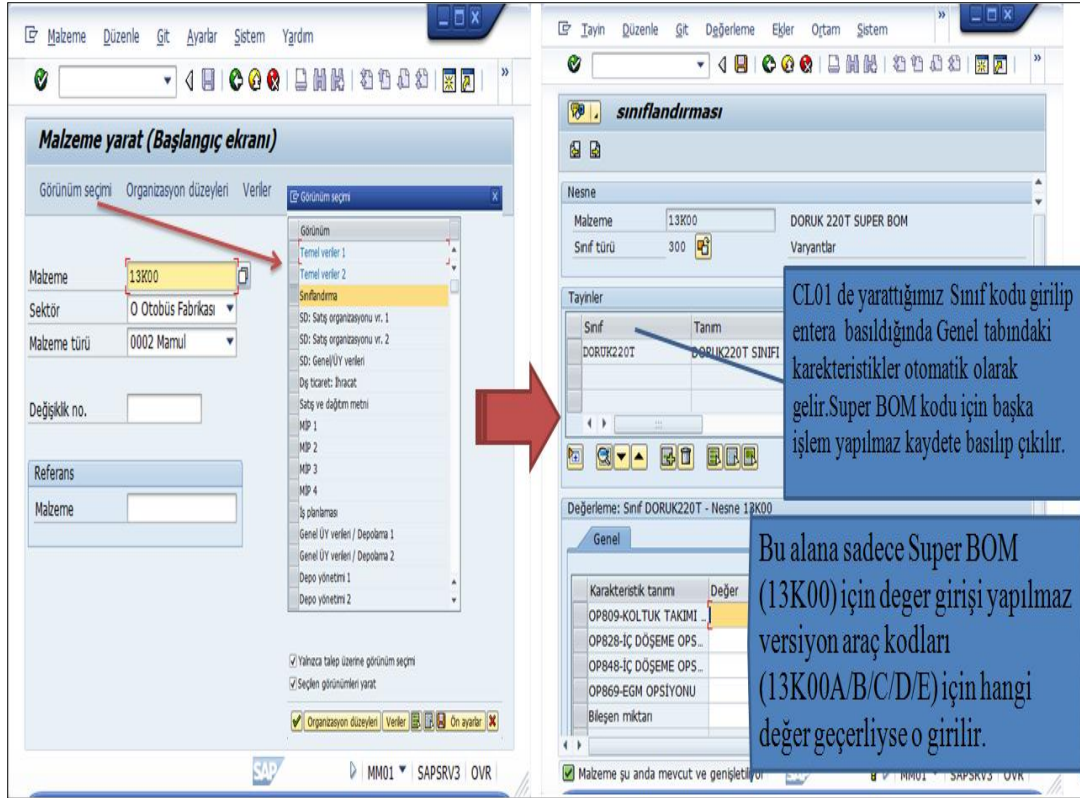 Malzeme Düzenle Git Ayarlar Sistem Yardım
»
Malzeme yarat (Başlangıç ekranı)
Görünüm seçimi Organizasyon düzeyleri Veriler
Malzeme 13K00
Sektör O Otobüs Fabrikası
Malzeme türü 0002 Mamul
Değişiklik no.
Referans
Malzeme
Görünüm seçimi
Görünüm
Temel veriler 1
Temel veriler 2
Sınıflandırma
SD: Satış organizasyonu vr. 1
SD: Satış organizasyonu vr. 2
SD: Genel/ÜY verileri
Dış ticaret: İhracat
Satış ve dağıtım metni
MİP 1
MİP 2
MİP 3
MİP 4
İş planlaması
Genel ÜY verileri / Depolama 1
Genel ÜY verileri / Depolama 2
Depo yönetimi 1
Depo yönetimi 2
Yalnızca talep üzerine görünüm seçimi
Seçilen görünümleri yarat
Organizasyon düzeyleri Veriler Ön ayarlar
SAP MM01 SAPSRV3 OVR
Tayin Düzenle Git Değerleme Ekler Ortam Sistem »
»
sınıflandırması
Nesne
Malzeme 13K00 DORUK 220T SUPER BOM
Sınıf türü 300 Varyantlar
Tayinler
Sınıf Tanım
DORUK220T DORUK220T SINIFI
CL01 de yarattığımız Sınıf kodu girilip
entera basıldığında Genel tabındaki
karekteristikler otomatik olarak
gelir.Super BOM kodu için başka
işlem yapılmaz kaydete basılıp çıkılır.
Değerleme: Sınıf DORUK220T - Nesne 13K00
Genel
Karakteristik tanımı Değer
OP809-KOLTUK TAKIMI ..
OP828-İÇ DÖŞEME OPS..
OP848-İÇ DÖŞEME OPS..
OP869-EGM OPSİYONU
Bileşen miktarı
Bu alana sadece Super BOM
(13K00) için deger girişi yapılmaz
versiyon araç kodları
(13K00A/B/C/D/E) için hangi
değer geçerliyse o girilir.
Malzeme şu anda mevcut ve genişletiliyor
MM01 SAPSRV3 OVR